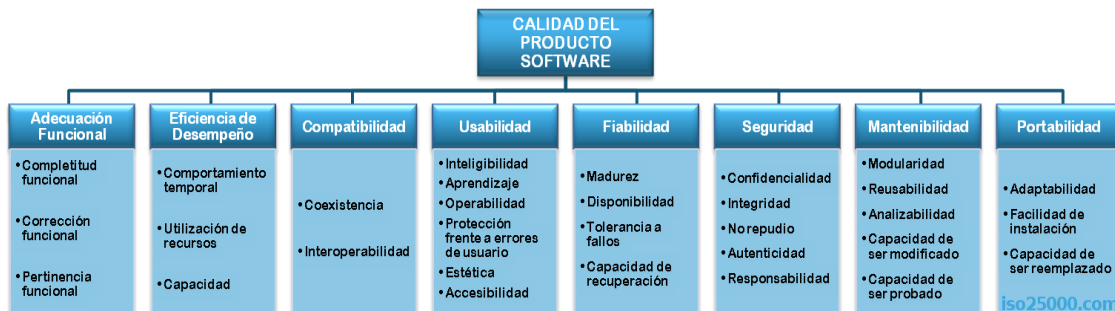 CALIDAD DEL
PRODUCTO
SOFTWARE
Adecuación
Funcional
•Completitud
funcional
•Corrección
funcional
•Pertinencia
funcional
Eficiencia de
Desempeño
•Comportamiento
temporal
•Utilización de
recursos
•Capacidad
Compatibilidad
•Coexistencia
•Interoperabilidad
Usabilidad
•Inteligibilidad
•Aprendizaje
•Operabilidad
•Protección
frente a errores
de usuario
•Estética
•Accesibilidad
Fiabilidad
•Madurez
•Disponibilidad
•Tolerancia a
fallos
•Capacidad de
recuperación
Seguridad
•Confidencialidad
•Integridad
•No repudio
•Autenticidad
•Responsabilidad
Mantenibilidad
•Modularidad
•Reusabilidad
•Analizabilidad
•Capacidad de
ser modificado
•Capacidad de
ser probado
Portabilidad
•Adaptabilidad
•Facilidad de
instalación
•Capacidad de
ser reemplazado
iso25000.com